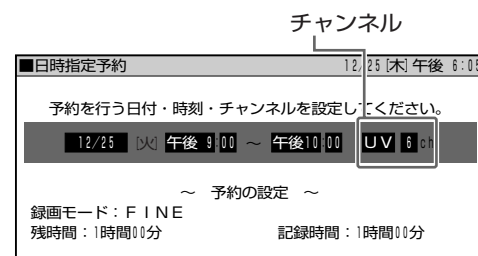 チャンネル
■日時指定予約 12/25[木]午後 6:05
予約を行う日付・時刻・チャンネルを設定してください。
12/25 [火] 午後 9:00 ～ 午後10:00 UV 6ch
～ 予約の設定 ～
録画モード：FINE
残時間：1時間00分 記録時間：1時間00分